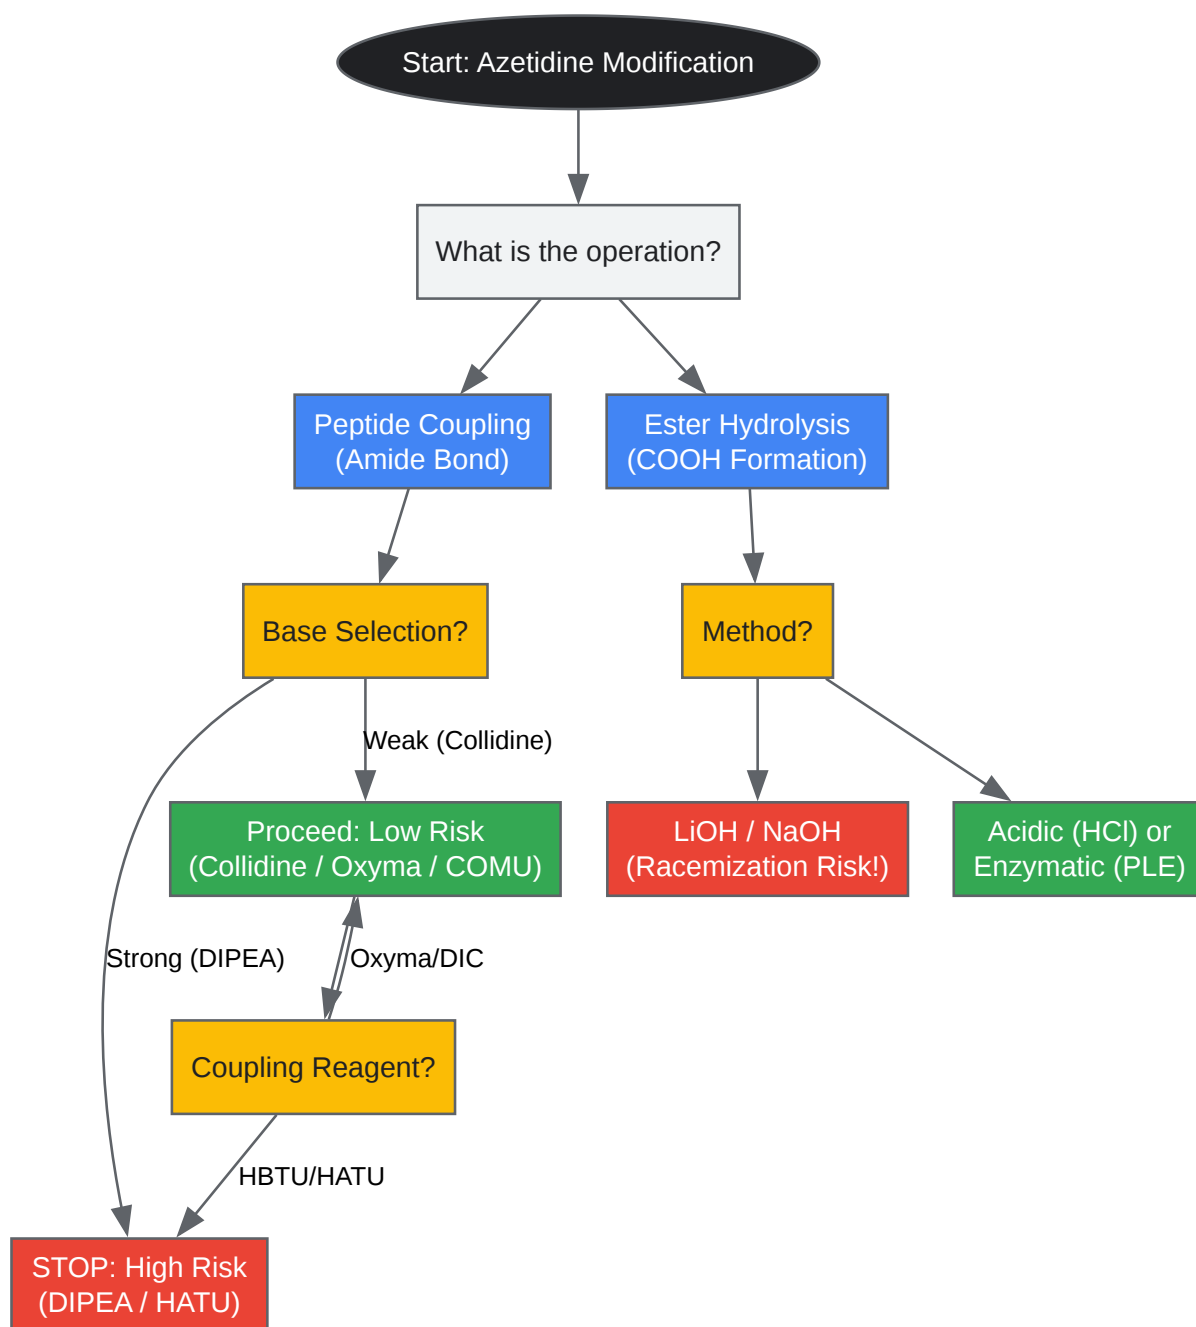 Start: Azetidine Modification
What is the operation?
Peptide Coupling
(Amide Bond)
Ester Hydrolysis
(COOH Formation)
Base Selection?
Method?
Weak (Collidine)
Proceed: Low Risk
(Collidine / Oxyma / COMU)
LiOH / NaOH
(Racemization Risk!)
Acidic (HCl) or
Enzymatic (PLE)
Strong (DIPEA)
Oxyma/DIC
Coupling Reagent?
HBTU/HATU
STOP: High Risk
(DIPEA / HATU)